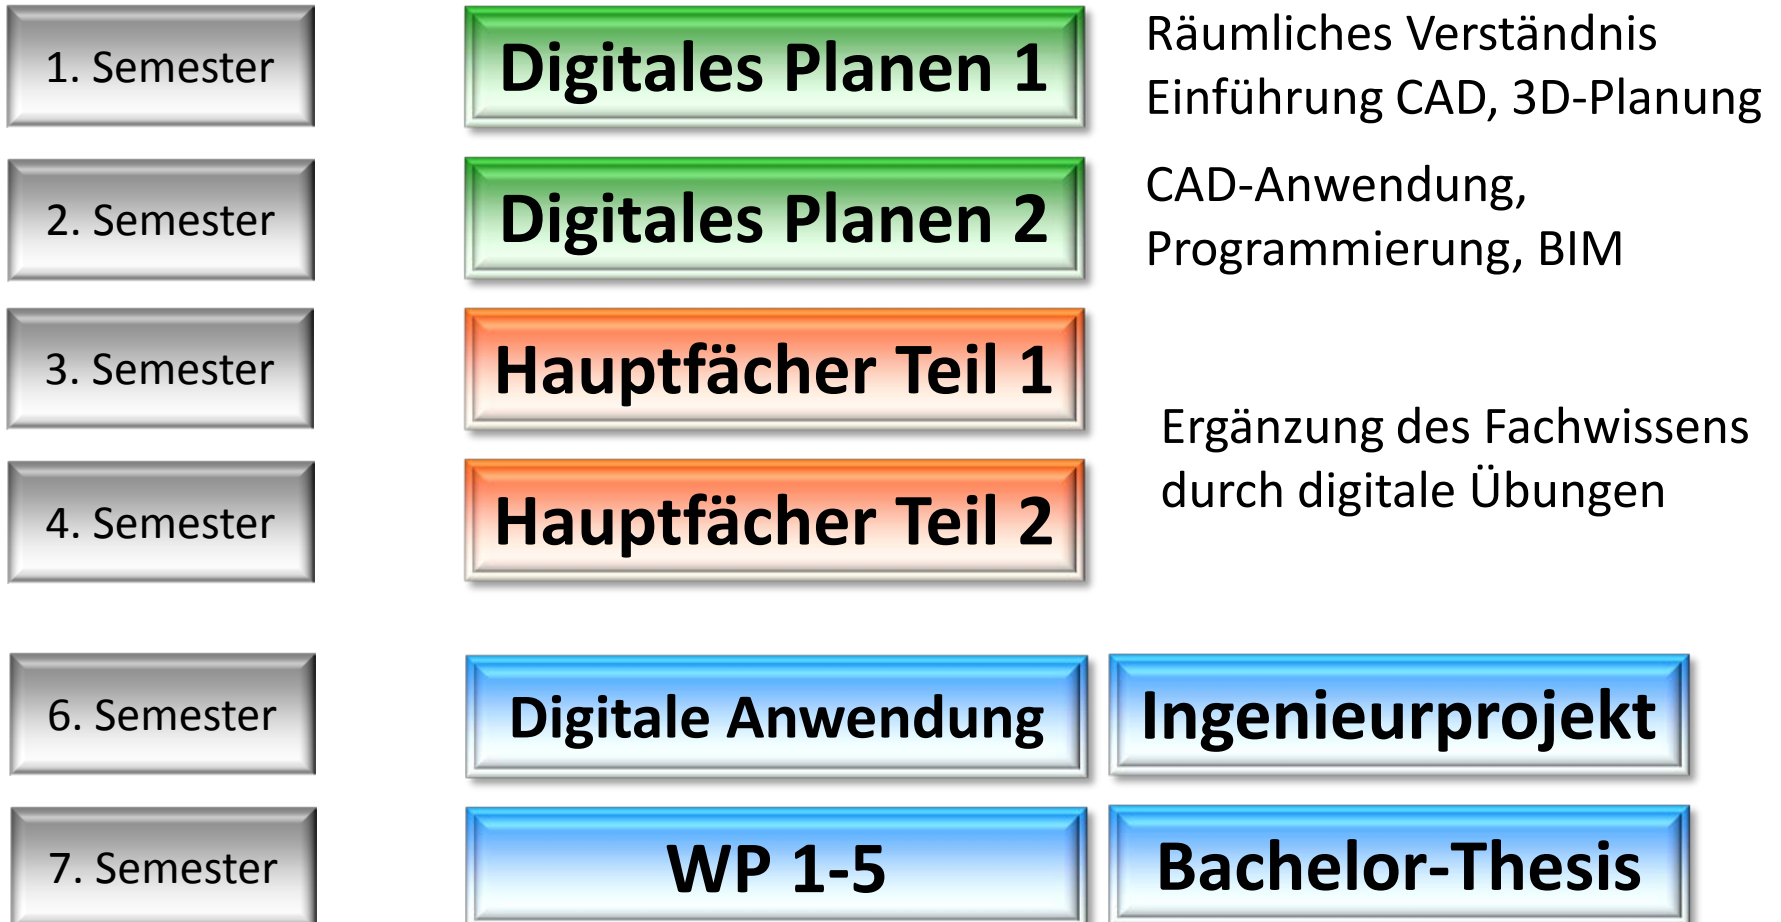 1. Semester
Digitales Planen 1
Räumliches Verständnis
Einführung CAD, 3D-Planung
2. Semester
Digitales Planen 2
CAD-Anwendung,
Programmierung, BIM
3. Semester
Hauptfächer Teil 1
4. Semester
Hauptfächer Teil 2
Ergänzung des Fachwissens
durch digitale Übungen
6. Semester
Digitale Anwendung
Ingenieurprojekt
7. Semester
WP 1-5
Bachelor-Thesis